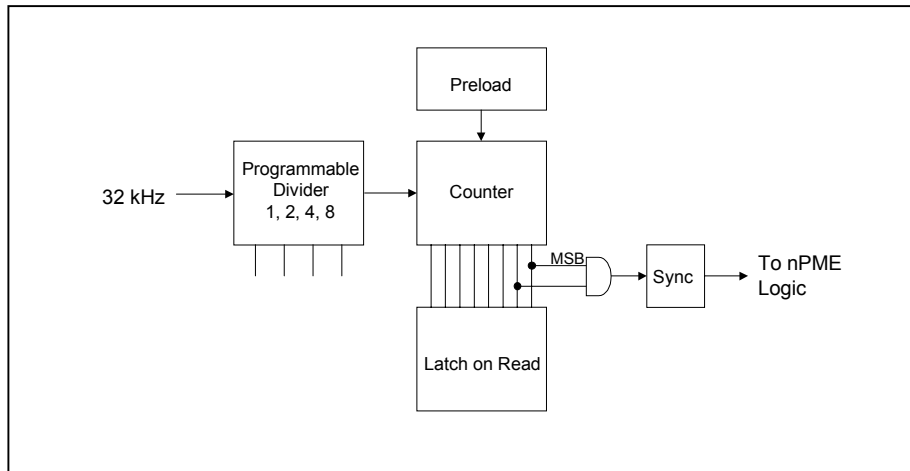 Preload
32 kHz
Programmable
Divider
1, 2, 4, 8
Counter
MSB
Sync
To nPME
Logic
Latch on Read